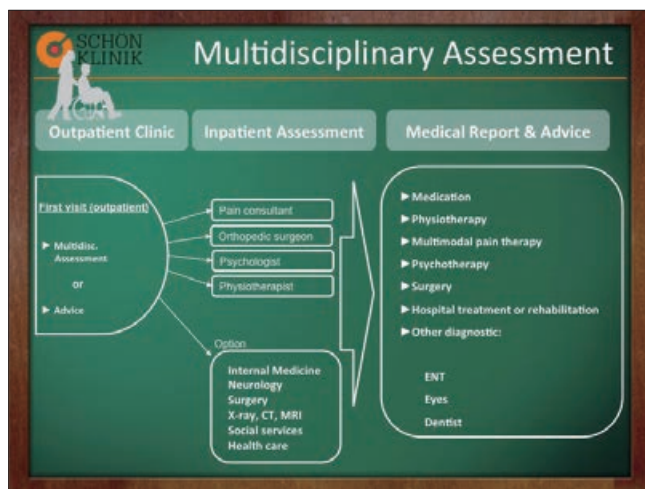 SCHÖN
KLINIK
Multidisciplinary Assessment
Outpatient Clinic
Inpatient Assessment
Medical Report & Advice
First visit (outpatient)
► Multidisc.
Assessment
or
► Advice
Pain consultant
Orthopedic surgeon
Psychologist
Physiotherapist
Option
Internal Medicine
Neurology
Surgery
X-ray, CT, MRI
Social services
Health care
► Medication
► Physiotherapy
► Multimodal pain therapy
► Psychotherapy
► Surgery
► Hospital treatment or rehabilitation
► Other diagnostic:
ENT
Eyes
Dentist